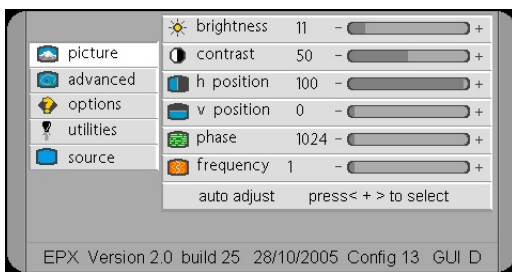 brightness 11 - +
picture
contrast 50 - +
advanced
h position 100 - +
options
v position 0 - +
utilities
phase 1024 - +
source
frequency 1 - +
auto adjust press< + > to select
EPX Version 2.0 build 25 28/10/2005 Config 13 GUI D